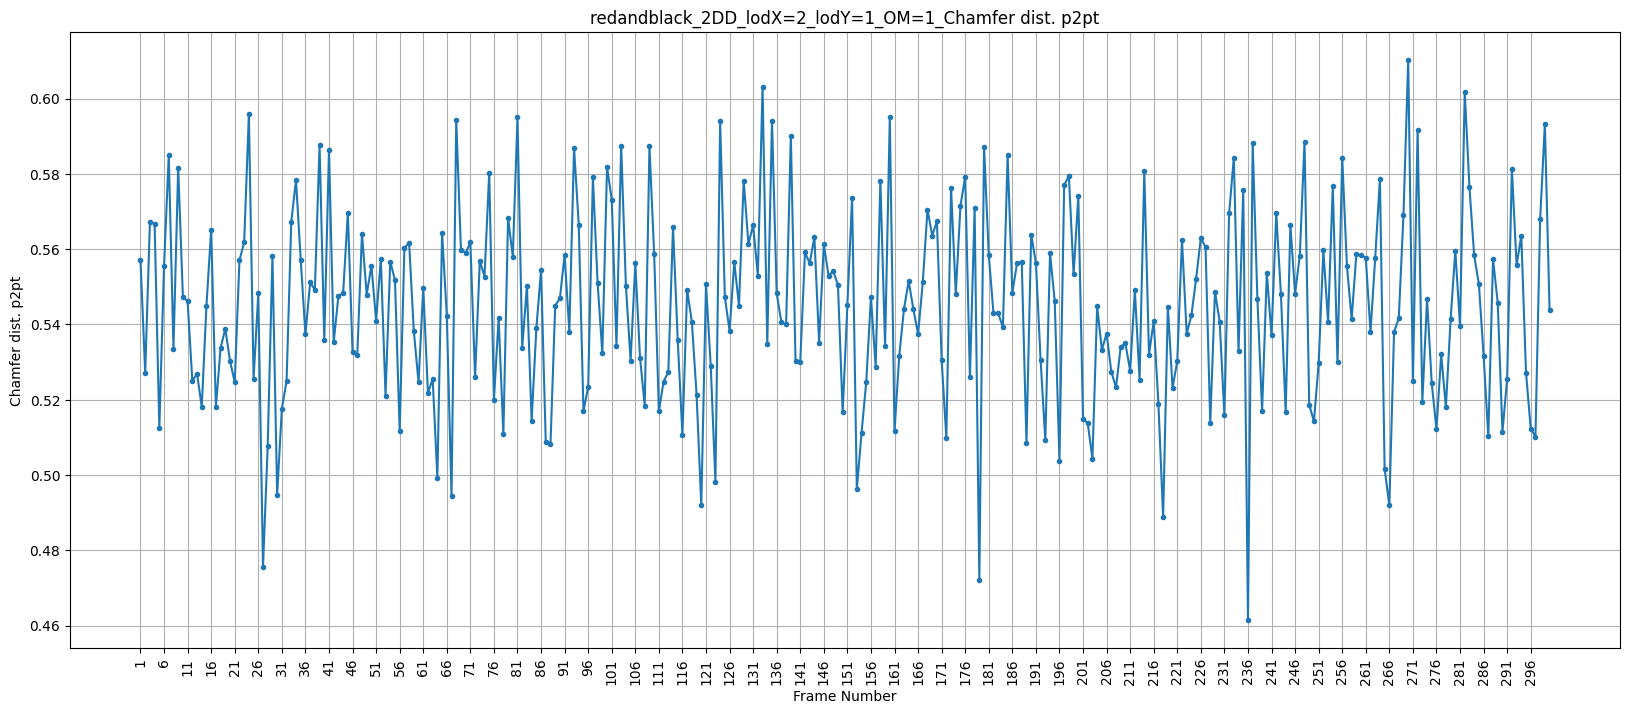 redandblack_2DD_lodX=2_lodY=1_OM=1_Chamfer dist. p2pt
Chamfer dist. p2pt
0.60
0.58
0.56
0.54
0.52
0.50
0.48
0.46
1 6 11 16 21 26 31 36 41 46 51 56 61 66 71 76 81 86 91 96 101 106 111 116 121 126 131 136 141 146 151 156 161 166 171 176 181 186 191 196 201 206 211 216 221 226 231 236 241 246 251 256 261 266 271 276 281 286 291 296
Frame Number